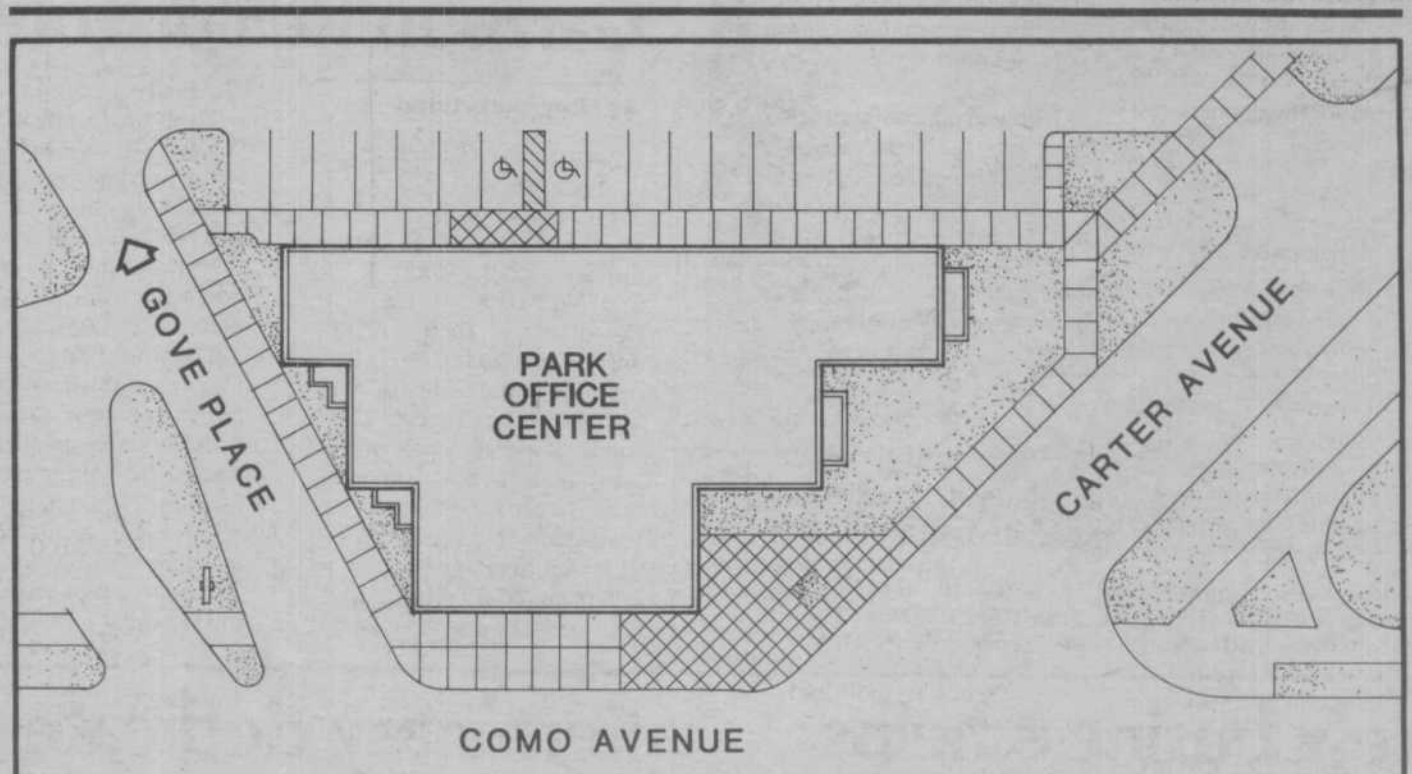 GOVE PLACE
PARK
OFFICE
CENTER
CARTER AVENUE
COMO AVENUE